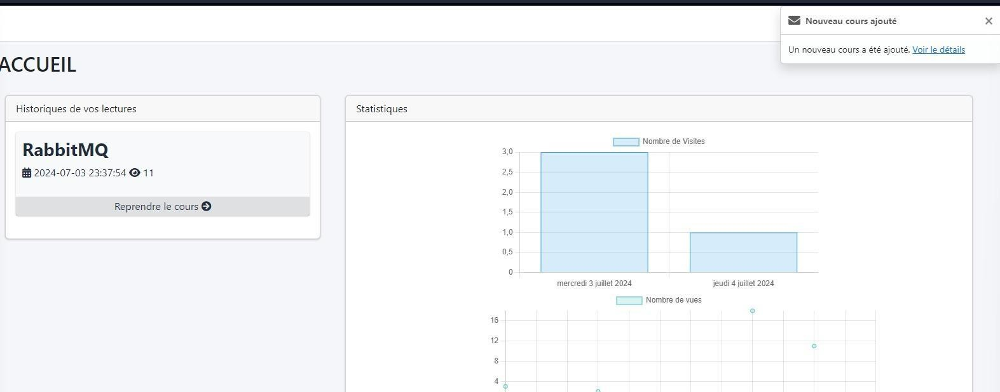 Nouveau cours ajouté
Un nouveau cours a été ajouté. Voir le détails
ACCUEIL
Historiques de vos lectures
RabbitMQ
2024-07-03 23:37:54 11
Reprendre le cours
Statistiques
Nombre de Visites
3,0
2,5
2,0
1,5
1,0
0,5
0
mercredi 3 juillet 2024 jeudi 4 juillet 2024
Nombre de vues
16
12
8
4